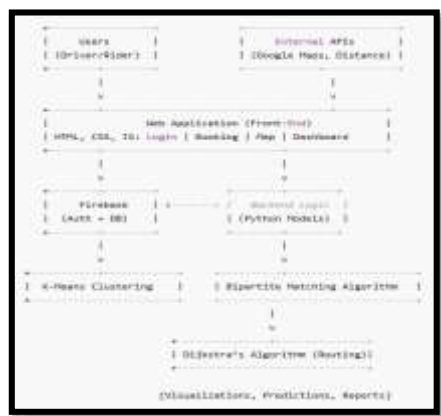 Users
External APIs
(Driver/Rider)
(Google Maps, Distance)
Web Application (Front-End)
HTML, CSS, JS: Login | Booking | Map | Dashboard
Firebase
Backend Logic
(Auth + DB)
(Python Models)
K-Means Clustering
Bipartite Matching Algorithm
Dijkstra's Algorithm (Routing)
(Visualizations, Predictions, Reports)